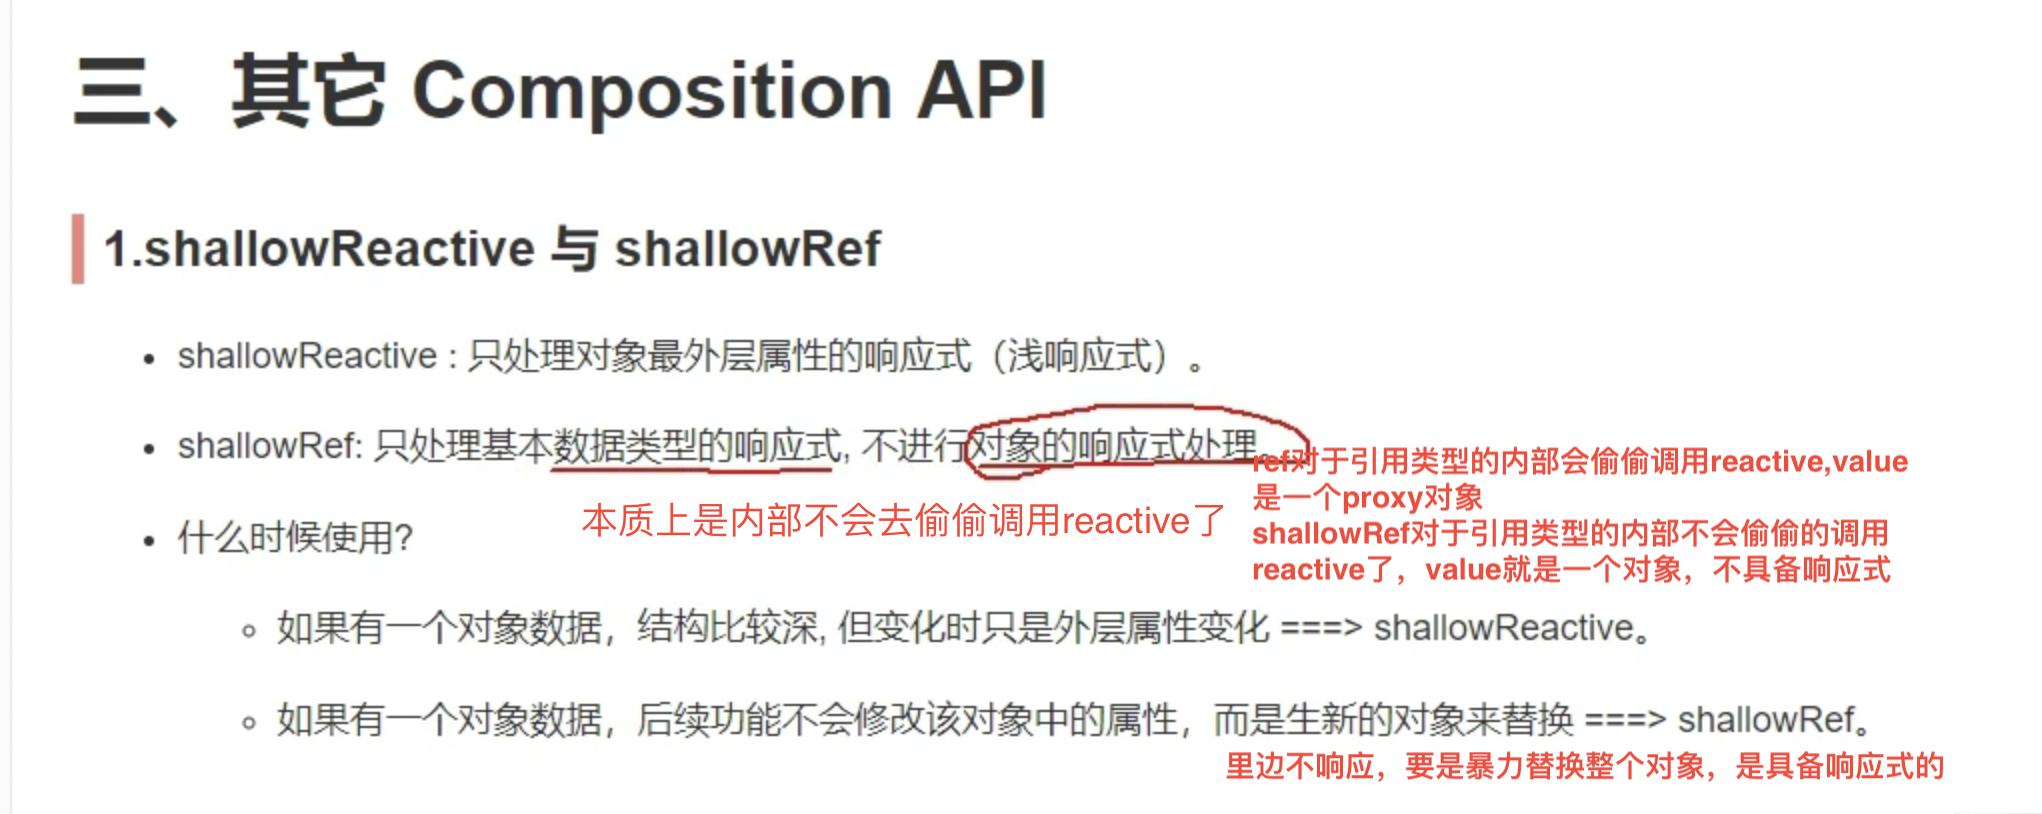 三、其它 Composition API
1.shallowReactive 与 shallowRef
• shallowReactive : 只处理对象最外层属性的响应式（浅响应式）。
• shallowRef: 只处理基本数据类型的响应式, 不进行对象的响应式处理。
ref对于引用类型的内部会偷偷调用reactive,value
是一个proxy对象
本质上是内部不会去偷偷调用reactive了
shallowRef对于引用类型的内部不会偷偷的调用
reactive了，value就是一个对象，不具备响应式
• 什么时候使用?
◦ 如果有一个对象数据，结构比较深, 但变化时只是外层属性变化 ===> shallowReactive。
◦ 如果有一个对象数据，后续功能不会修改该对象中的属性，而是生新的对象来替换 ===> shallowRef。
里边不响应，要是暴力替换整个对象，是具备响应式的